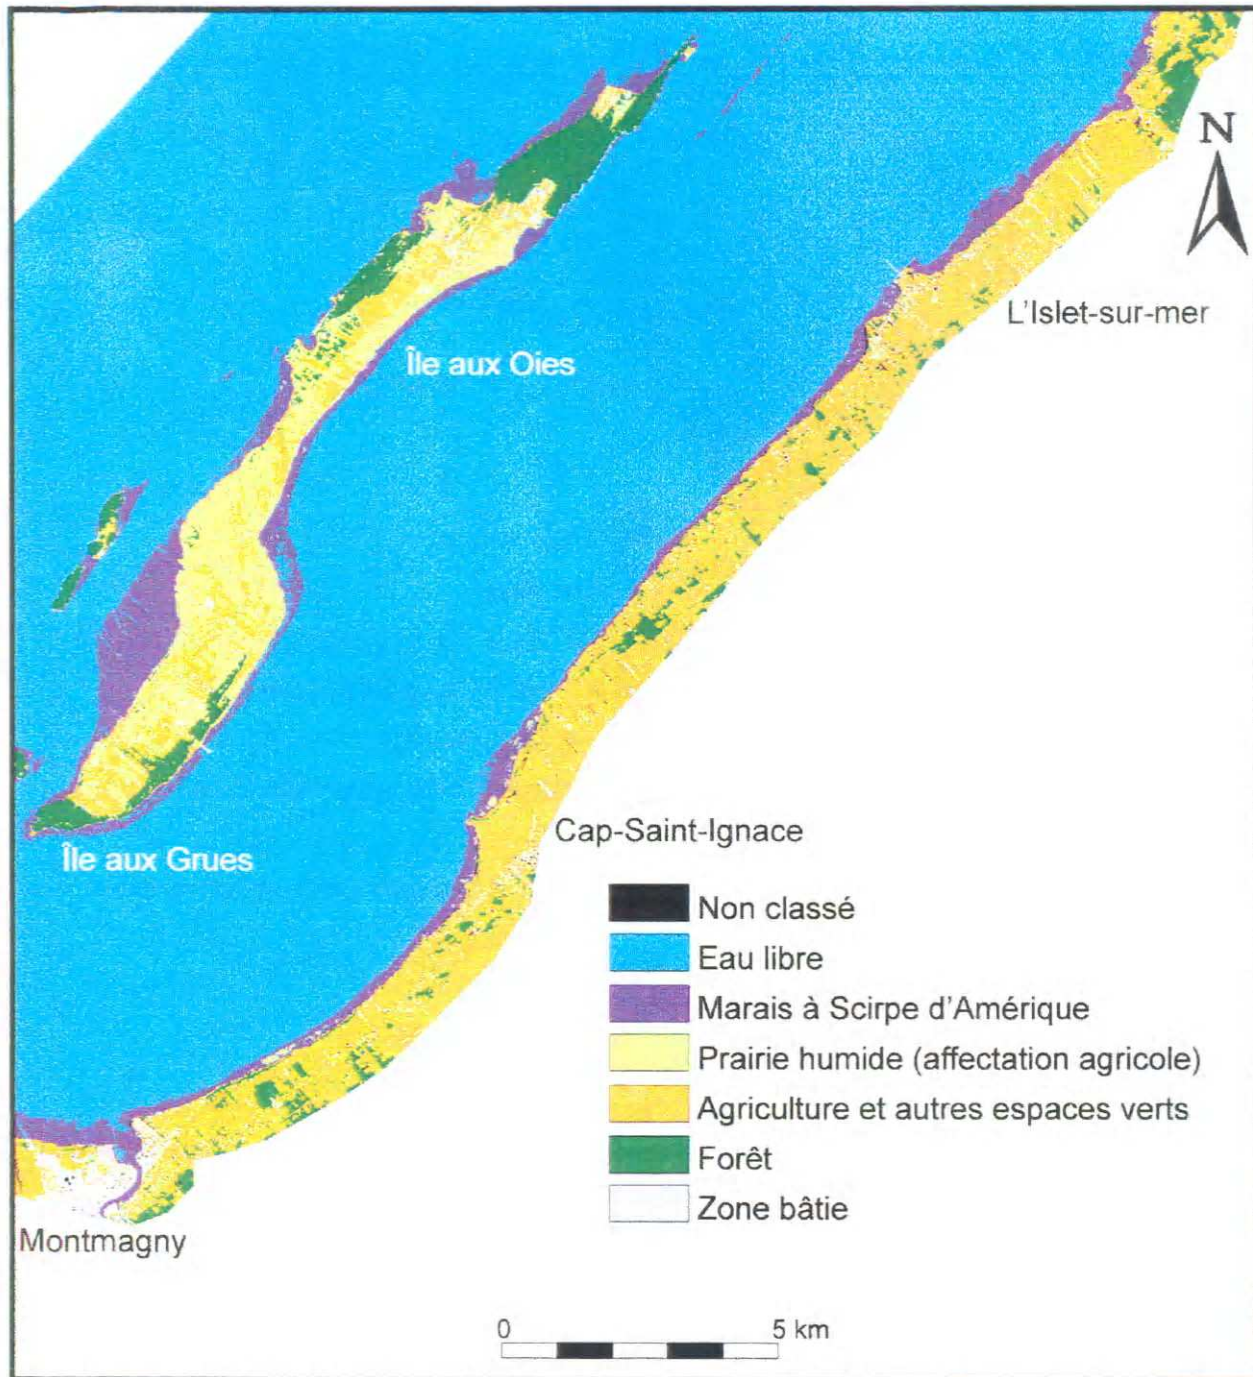 N
L'Islet-sur-mer
Île aux Oies
Cap-Saint-Ignace
Île aux Grues
Non classé
Eau libre
Marais à Scirpe d'Amérique
Prairie humide (affectation agricole)
Agriculture et autres espaces verts
Forêt
Zone bâtie
Montmagny
0 5 km